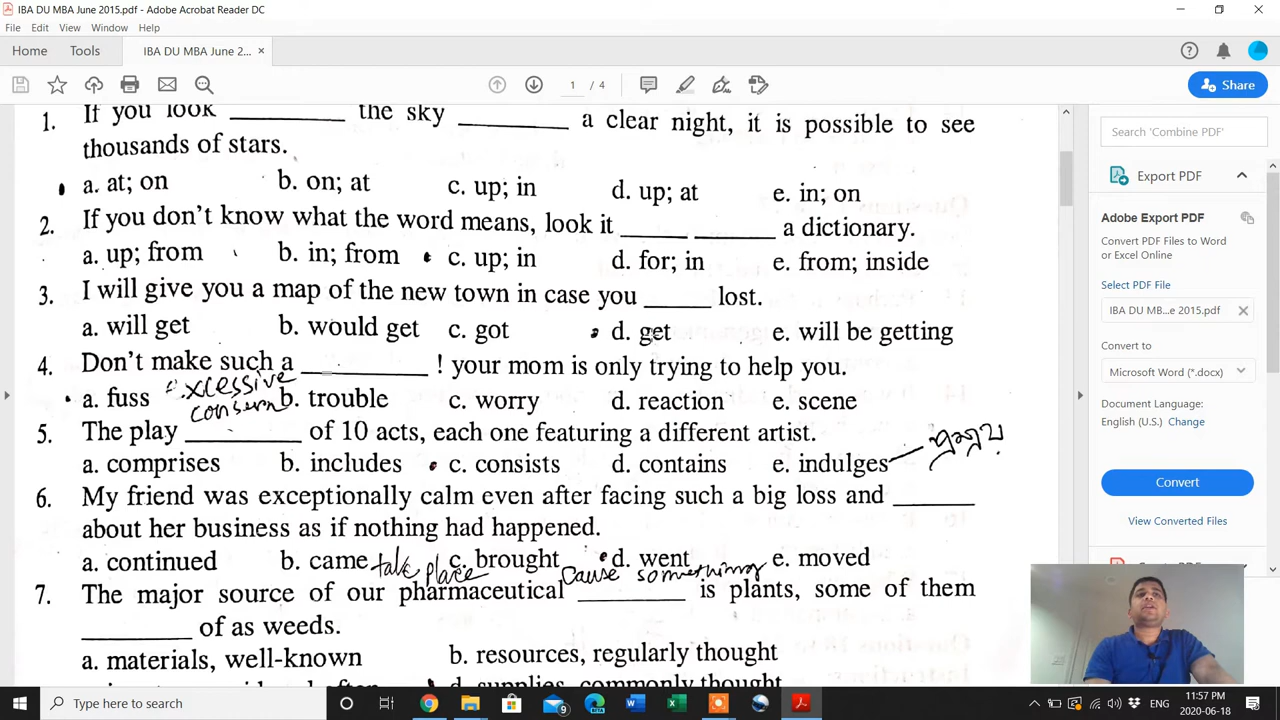 IBA DU MBA June 2015.pdf - Adobe Acrobat Reader DC
File Edit View Window Help
Home Tools IBA DU MBA June 2... ×
1 / 4 Share
1. If you look ________ the sky ________ a clear night, it is possible to see
thousands of stars.
a. at; on b. on; at c. up; in d. up; at e. in; on
2. If you don't know what the word means, look it _____ ______ a dictionary.
a. up; from b. in; from c. up; in d. for; in e. from; inside
3. I will give you a map of the new town in case you _____ lost.
a. will get b. would get c. got d. get e. will be getting
4. Don't make such a _________ ! your mom is only trying to help you.
excessive
concern
a. fuss b. trouble c. worry d. reaction e. scene
5. The play ________ of 10 acts, each one featuring a different artist.
a. comprises b. includes c. consists d. contains e. indulges
6. My friend was exceptionally calm even after facing such a big loss and ______
about her business as if nothing had happened.
a. continued b. came c. brought d. went e. moved
take place cause something
7. The major source of our pharmaceutical ________ is plants, some of them
________ of as weeds.
a. materials, well-known b. resources, regularly thought
d. supplies, commonly thought
Search 'Combine PDF'
Export PDF
Adobe Export PDF
Convert PDF Files to Word
or Excel Online
Select PDF File
IBA DU MB...e 2015.pdf
Convert to
Microsoft Word (*.docx)
Document Language:
English (U.S.) Change
Convert
View Converted Files
Type here to search
ENG
11:57 PM
2020-06-18